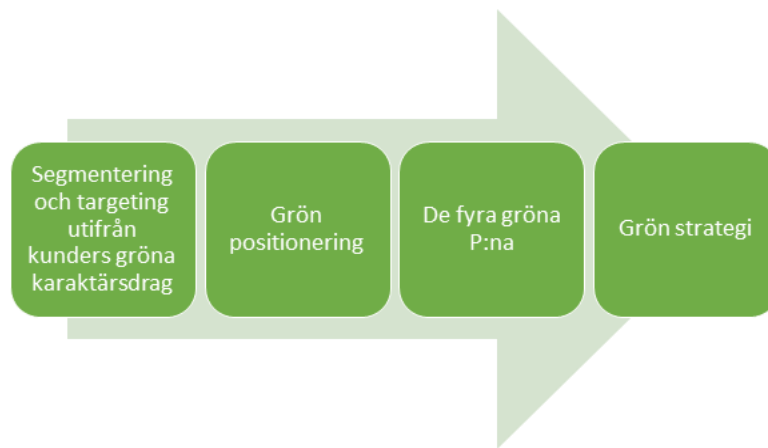 Segmentering
och targeting
utifrån
kunders gröna
karaktärsdrag
Grön
positionering
De fyra gröna
P:na
Grön strategi